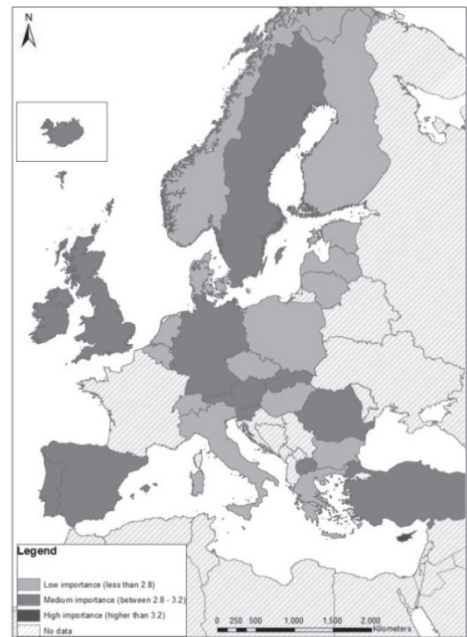 N
Legend
Low importance (less than 2.8)
Medium importance (between 2.8 - 3.2)
High importance (higher than 3.2)
No data
0 250 500 1,000 1,500 2,000
Kilometers